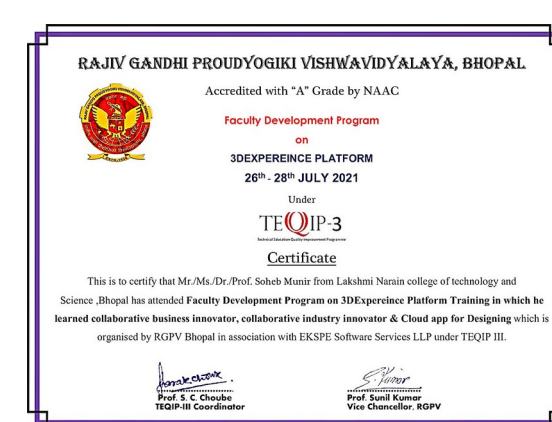 RAJIV GANDHI PROUDYOGIKI VISHWAVIDYALAYA, BHOPAL
Accredited with “A” Grade by NAAC
Faculty Development Program
on
3DEXPEREINCE PLATFORM
26th - 28th JULY 2021
Under
TEQIP-3
Technical Education Quality Improvement Programme
Certificate
This is to certify that Mr./Ms./Dr./Prof. Soheb Munir from Lakshmi Narain college of technology and
Science ,Bhopal has attended Faculty Development Program on 3DExpereince Platform Training in which he
learned collaborative business innovator, collaborative industry innovator & Cloud app for Designing which is
organised by RGPV Bhopal in association with EKSPE Software Services LLP under TEQIP III.
Prof. S. C. Choube
TEQIP-III Coordinator
S. Kumar
Prof. Sunil Kumar
Vice Chancellor, RGPV